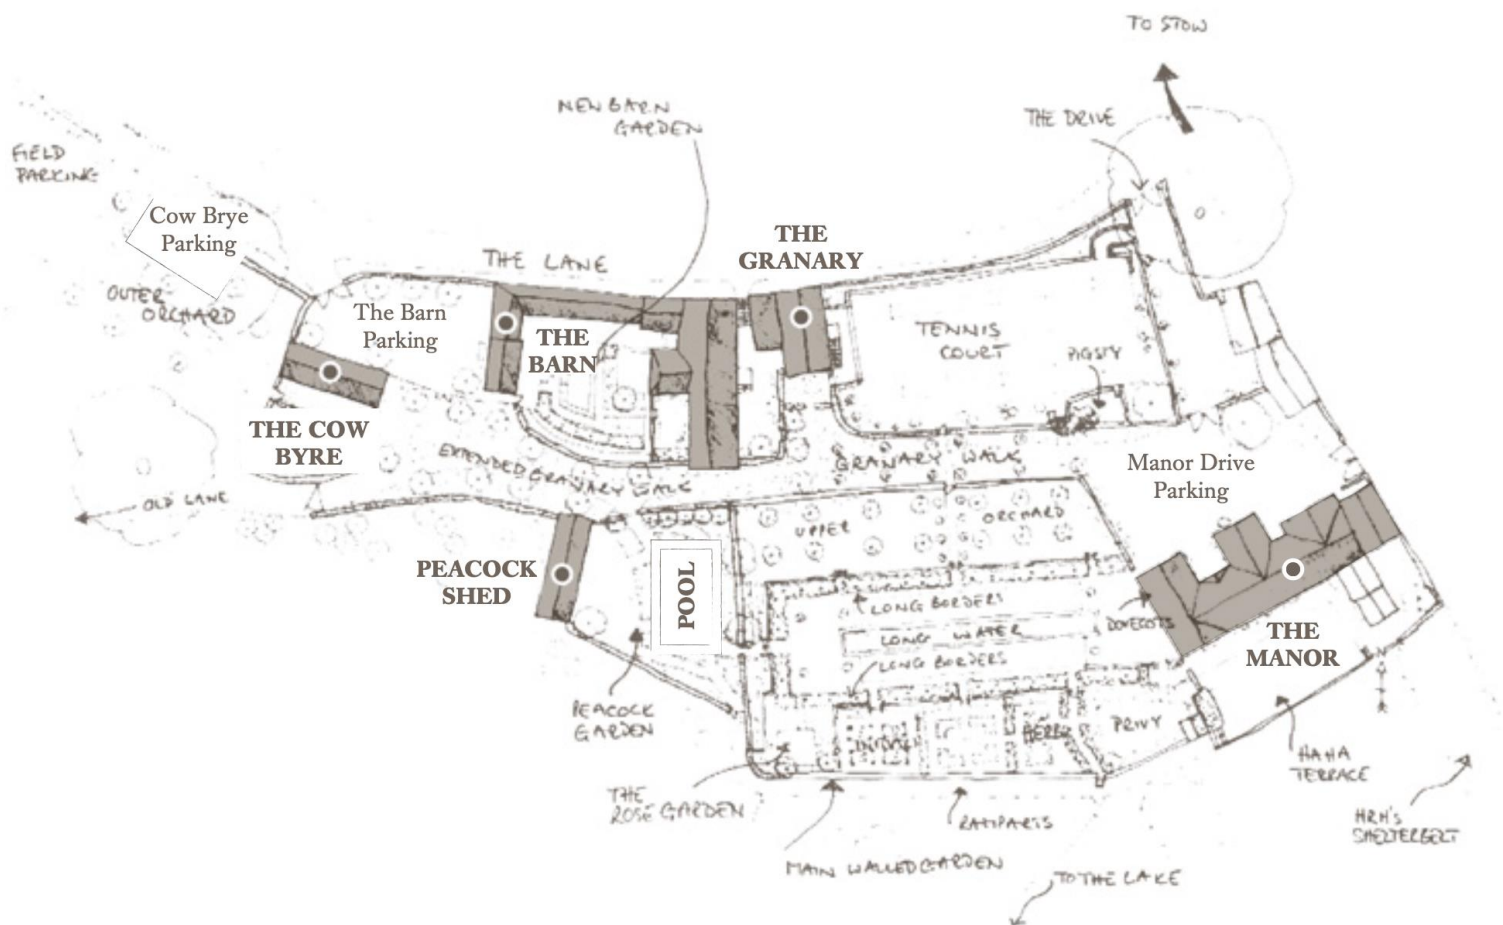 TO STOW
THE DRIVE
NEW BARN
GARDEN
FIELD
PARKING
Cow Brye
Parking
OUTER
ORCHARD
THE LANE
THE
GRANARY
The Barn
Parking
THE
BARN
TENNIS
COURT
PIGSTY
THE COW
BYRE
EXTENDED GRANARY WALK
GRANARY WALK
Manor Drive
Parking
OLD LANE
UPPER
ORCHARD
PEACOCK
SHED
POOL
LONG BORDERS
LONG WATER
LONG BORDERS
DOVECOTS
THE
MANOR
PEACOCK
GARDEN
HERB
PRIVY
HAHA
TERRACE
THE
ROSE GARDEN
RAMPARTS
HRH'S
SHELTERBELT
MAIN WALLED GARDEN
TO THE LAKE
N